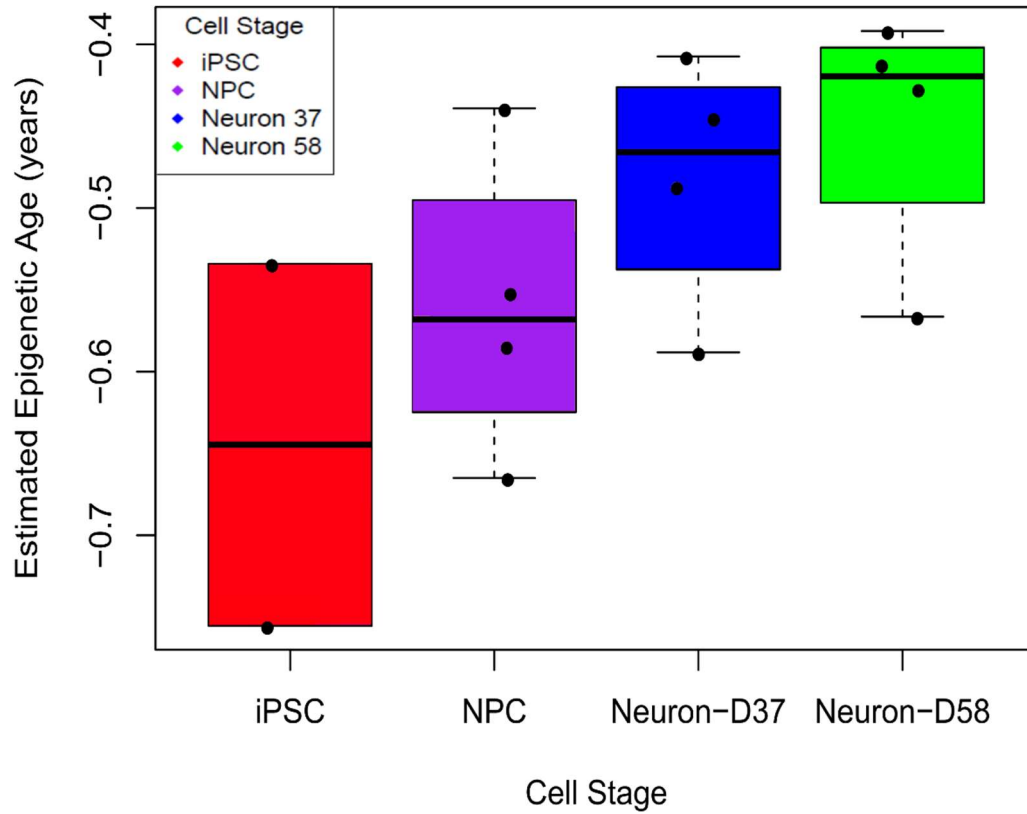 Cell Stage
iPSC
NPC
Neuron 37
Neuron 58
Estimated Epigenetic Age (years)
−0.4
−0.5
−0.6
−0.7
iPSC
NPC
Neuron−D37
Neuron−D58
Cell Stage